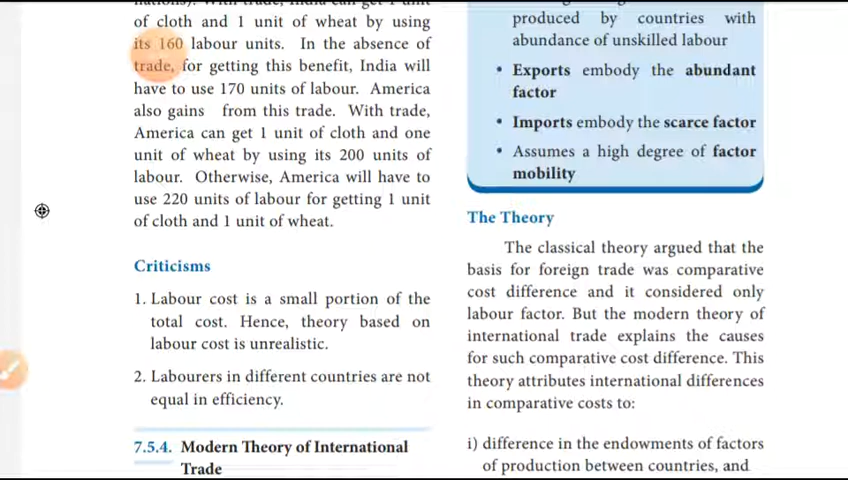 of cloth and 1 unit of wheat by using
its 160 labour units. In the absence of
trade, for getting this benefit, India will
have to use 170 units of labour. America
also gains from this trade. With trade,
America can get 1 unit of cloth and one
unit of wheat by using its 200 units of
labour. Otherwise, America will have to
use 220 units of labour for getting 1 unit
of cloth and 1 unit of wheat.
Criticisms
1. Labour cost is a small portion of the
total cost. Hence, theory based on
labour cost is unrealistic.
2. Labourers in different countries are not
equal in efficiency.
7.5.4. Modern Theory of International
Trade
produced by countries with
abundance of unskilled labour
• Exports embody the abundant
factor
• Imports embody the scarce factor
• Assumes a high degree of factor
mobility
The Theory
The classical theory argued that the
basis for foreign trade was comparative
cost difference and it considered only
labour factor. But the modern theory of
international trade explains the causes
for such comparative cost difference. This
theory attributes international differences
in comparative costs to:
i) difference in the endowments of factors
of production between countries, and